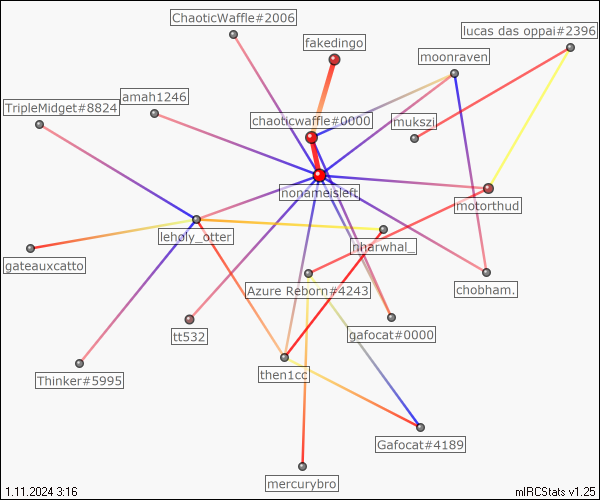 ChaoticWaffle#2006
lucas das oppai#2396
fakedingo
moonraven
amah1246
TripleMidget#8824
chaoticwaffle#0000
mukszi
nonameisleft
motorthud
leholy_otter
nharwhal_
gateauxcatto
Azure Reborn#4243
chobham.
tt532
gafocat#0000
Thinker#5995
then1cc
Gafocat#4189
mercurybro
1.11.2024 3:16
mIRCStats v1.25